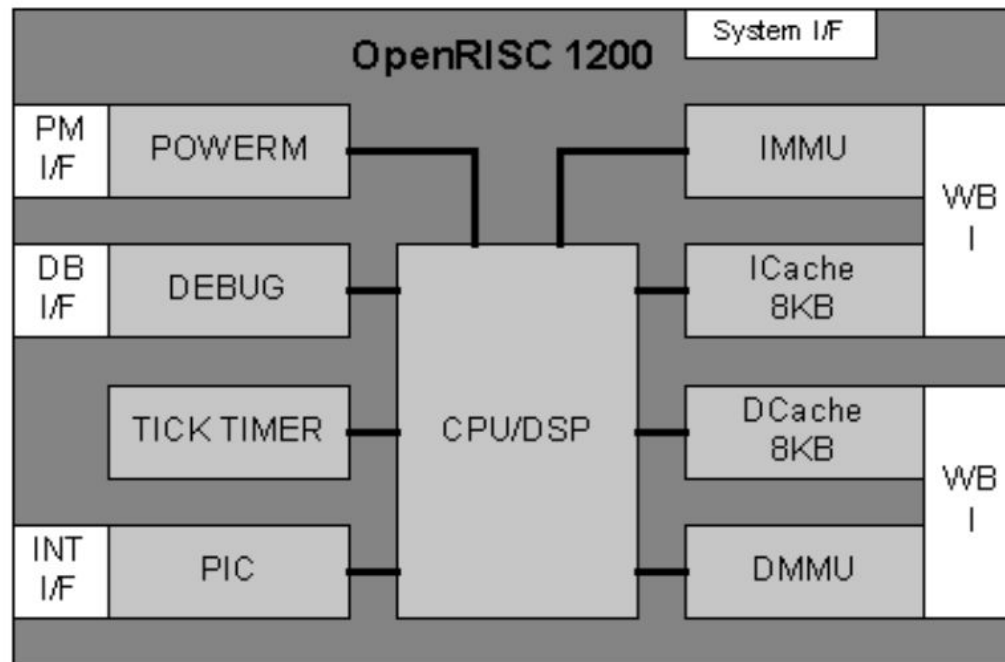 OpenRISC 1200
System I/F
PM
I/F
POWERM
IMMU
WB
I
DB
I/F
DEBUG
ICache
8KB
TICK TIMER
CPU/DSP
DCache
8KB
WB
I
INT
I/F
PIC
DMMU